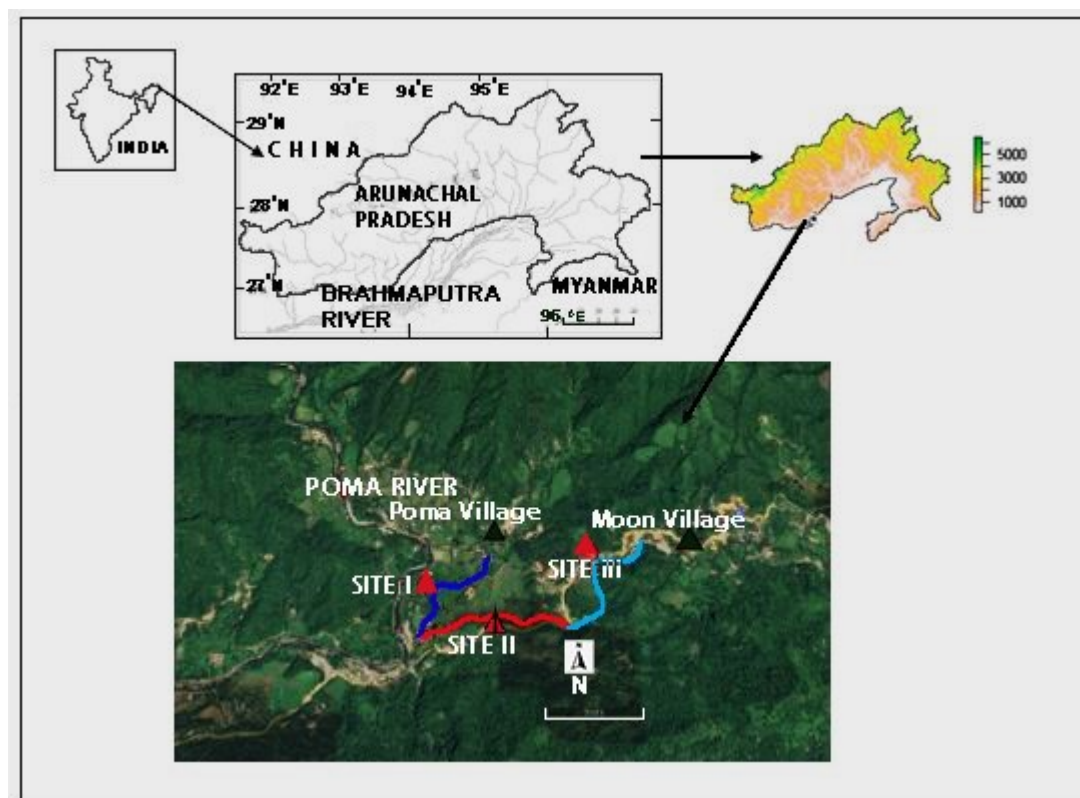 INDIA
92°E 93°E 94°E 95°E
29°N
CHINA
ARUNACHAL
PRADESH
28°N
27°N
BRAHMAPUTRA
RIVER
MYANMAR
96°E
5000
3000
1000
POMA RIVER
Poma Village
Moon Village
SITE I
SITE iii
SITE II
N